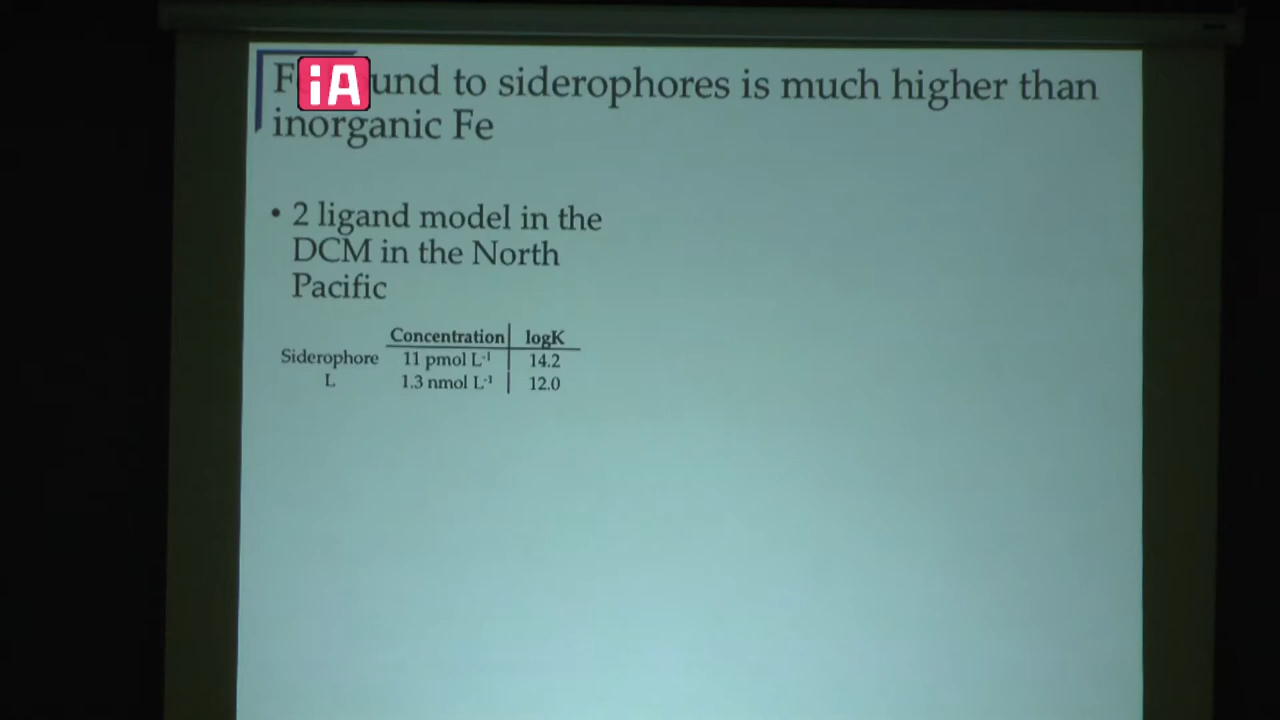 iA
und to siderophores is much higher than
inorganic Fe
• 2 ligand model in the
DCM in the North
Pacific
Concentration logK
Siderophore 11 pmol L⁻¹ 14.2
L 1.3 nmol L⁻¹ 12.0